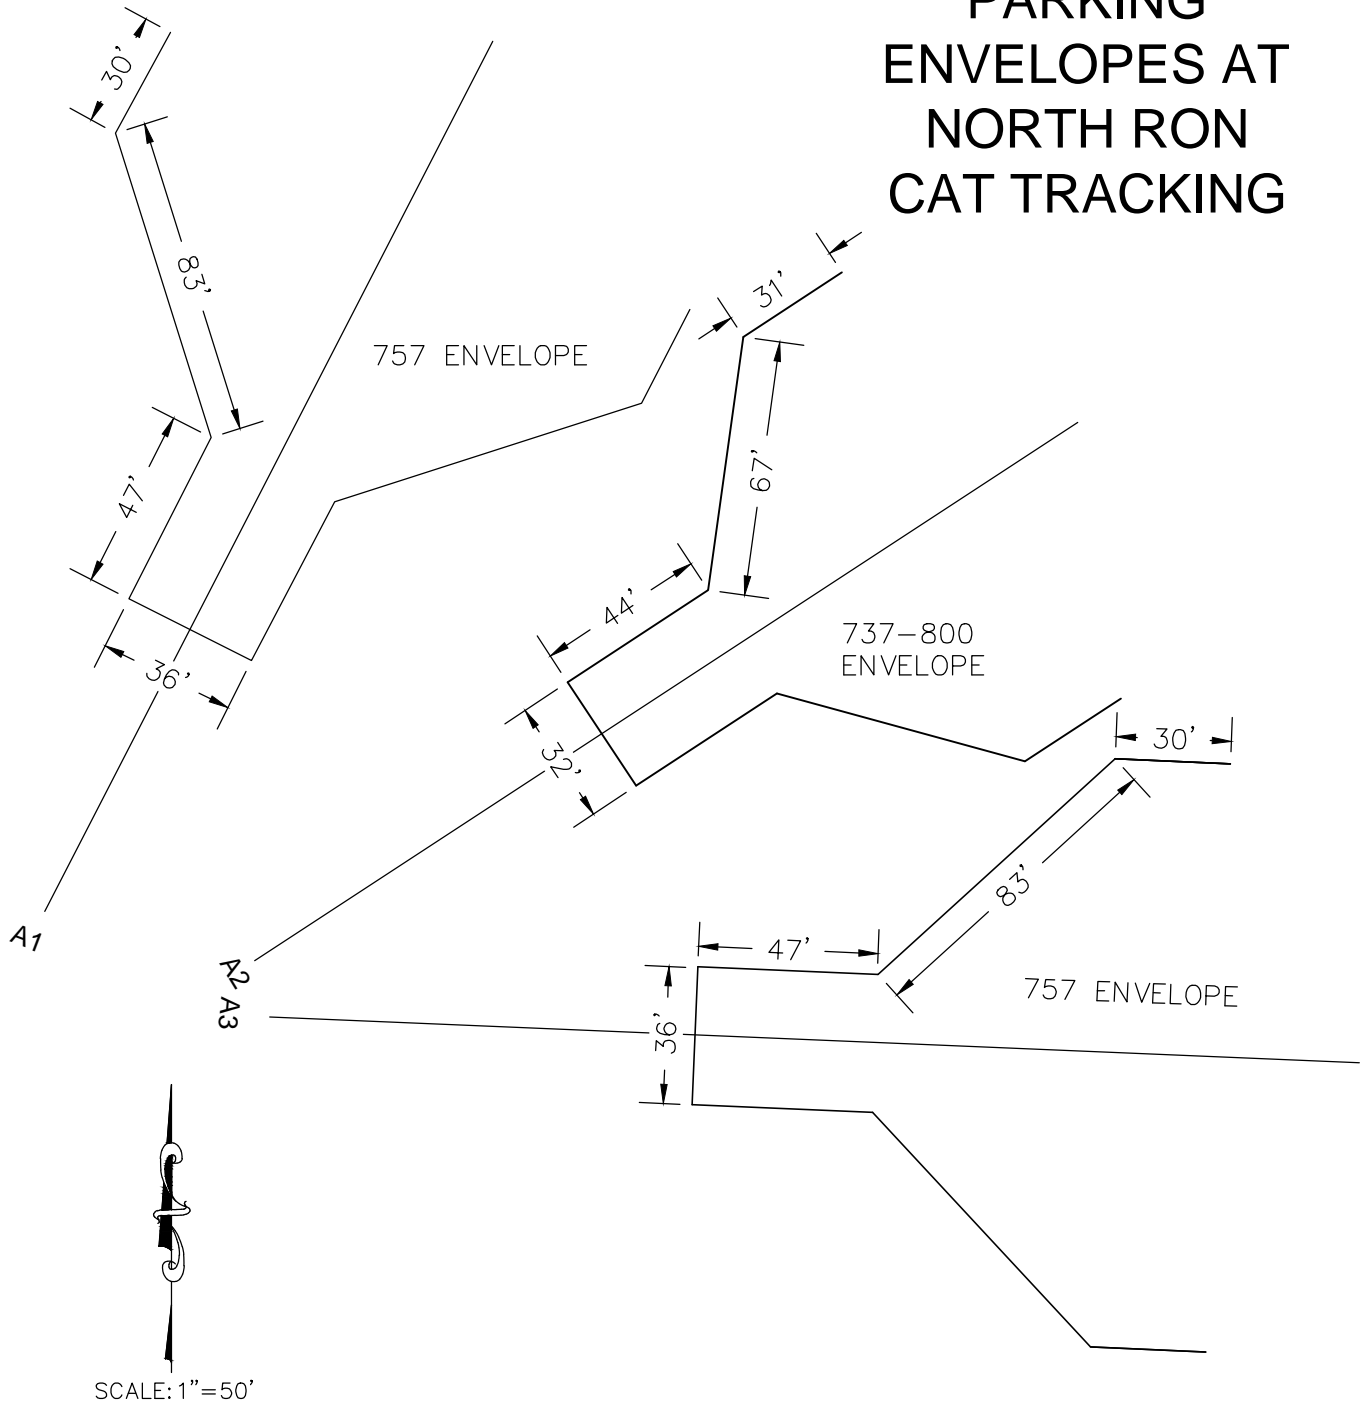 PARKING
ENVELOPES AT
NORTH RON
CAT TRACKING
30'
83'
757 ENVELOPE
47'
36'
A1
31'
67'
44'
737-800
ENVELOPE
32'
A2
30'
83'
47'
757 ENVELOPE
36'
A3
SCALE: 1"=50'